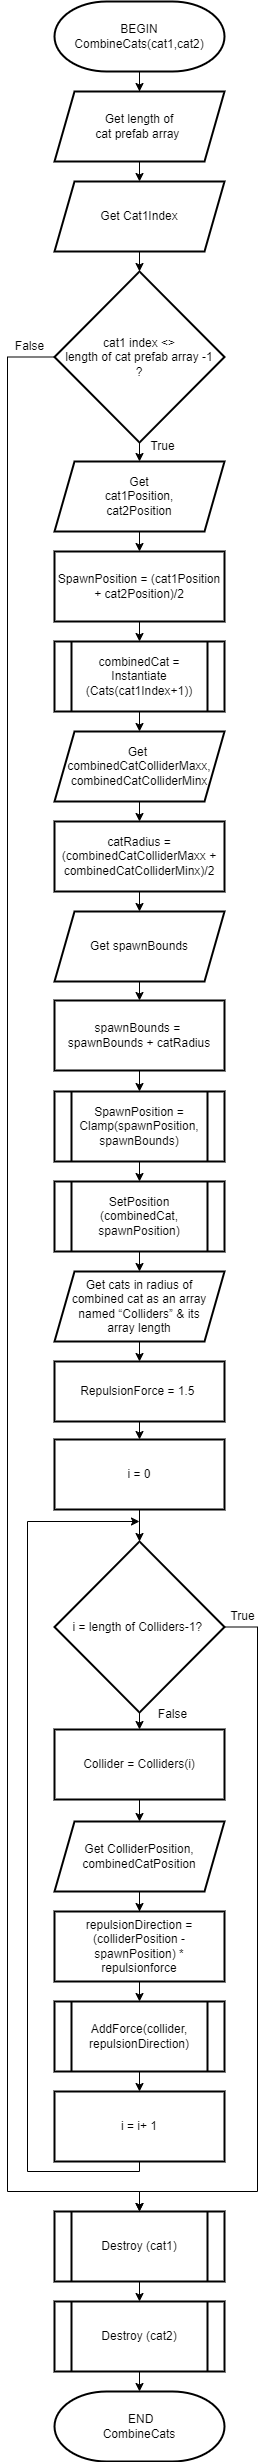 BEGIN
CombineCats(cat1,cat2)
Get length of
cat prefab array
Get Cat1Index
cat1 index <>
length of cat prefab array -1
?
False
True
Get
cat1Position,
cat2Position
SpawnPosition = (cat1Position
+ cat2Position)/2
combinedCat =
Instantiate
(Cats(cat1Index+1))
Get
combinedCatColliderMaxx,
combinedCatColliderMinx
catRadius =
(combinedCatColliderMaxx +
combinedCatColliderMinx)/2
Get spawnBounds
spawnBounds =
spawnBounds + catRadius
SpawnPosition =
Clamp(spawnPosition,
spawnBounds)
SetPosition
(combinedCat,
spawnPosition)
Get cats in radius of
combined cat as an array
named “Colliders” & its
array length
RepulsionForce = 1.5
i = 0
i = length of Colliders-1?
True
False
Collider = Colliders(i)
Get ColliderPosition,
combinedCatPosition
repulsionDirection =
(colliderPosition -
spawnPosition) *
repulsionforce
AddForce(collider,
repulsionDirection)
i = i+ 1
Destroy (cat1)
Destroy (cat2)
END
CombineCats